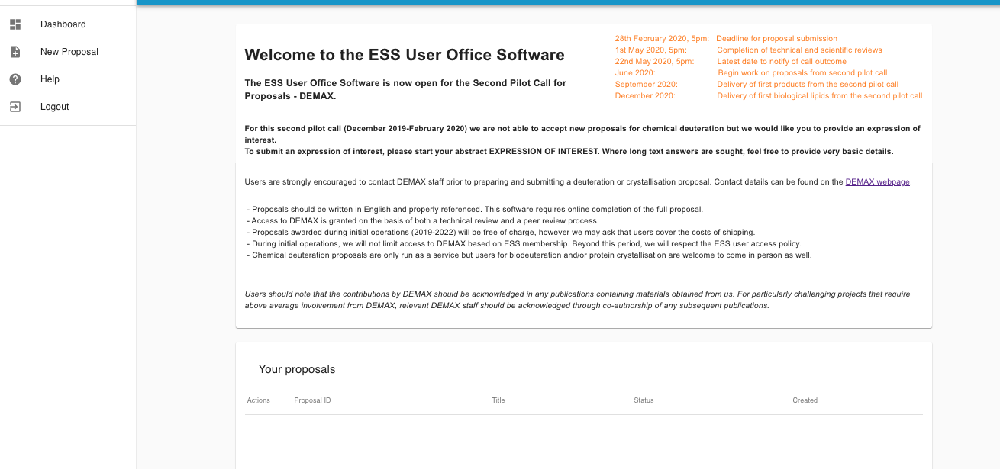 Dashboard
New Proposal
Help
Logout
Welcome to the ESS User Office Software
The ESS User Office Software is now open for the Second Pilot Call for
Proposals - DEMAX.
28th February 2020, 5pm: Deadline for proposal submission
1st May 2020, 5pm: Completion of technical and scientific reviews
22nd May 2020, 5pm: Latest date to notify of call outcome
June 2020: Begin work on proposals from second pilot call
September 2020: Delivery of first products from the second pilot call
December 2020: Delivery of first biological lipids from the second pilot call
For this second pilot call (December 2019-February 2020) we are not able to accept new proposals for chemical deuteration but we would like you to provide an expression of
interest.
To submit an expression of interest, please start your abstract EXPRESSION OF INTEREST. Where long text answers are sought, feel free to provide very basic details.
Users are strongly encouraged to contact DEMAX staff prior to preparing and submitting a deuteration or crystallisation proposal. Contact details can be found on the DEMAX webpage.
- Proposals should be written in English and properly referenced. This software requires online completion of the full proposal.
- Access to DEMAX is granted on the basis of both a technical review and a peer review process.
- Proposals awarded during initial operations (2019-2022) will be free of charge, however we may ask that users cover the costs of shipping.
- During initial operations, we will not limit access to DEMAX based on ESS membership. Beyond this period, we will respect the ESS user access policy.
- Chemical deuteration proposals are only run as a service but users for biodeuteration and/or protein crystallisation are welcome to come in person as well.
Users should note that the contributions by DEMAX should be acknowledged in any publications containing materials obtained from us. For particularly challenging projects that require
above average involvement from DEMAX, relevant DEMAX staff should be acknowledged through co-authorship of any subsequent publications.
Your proposals
Actions Proposal ID Title Status Created